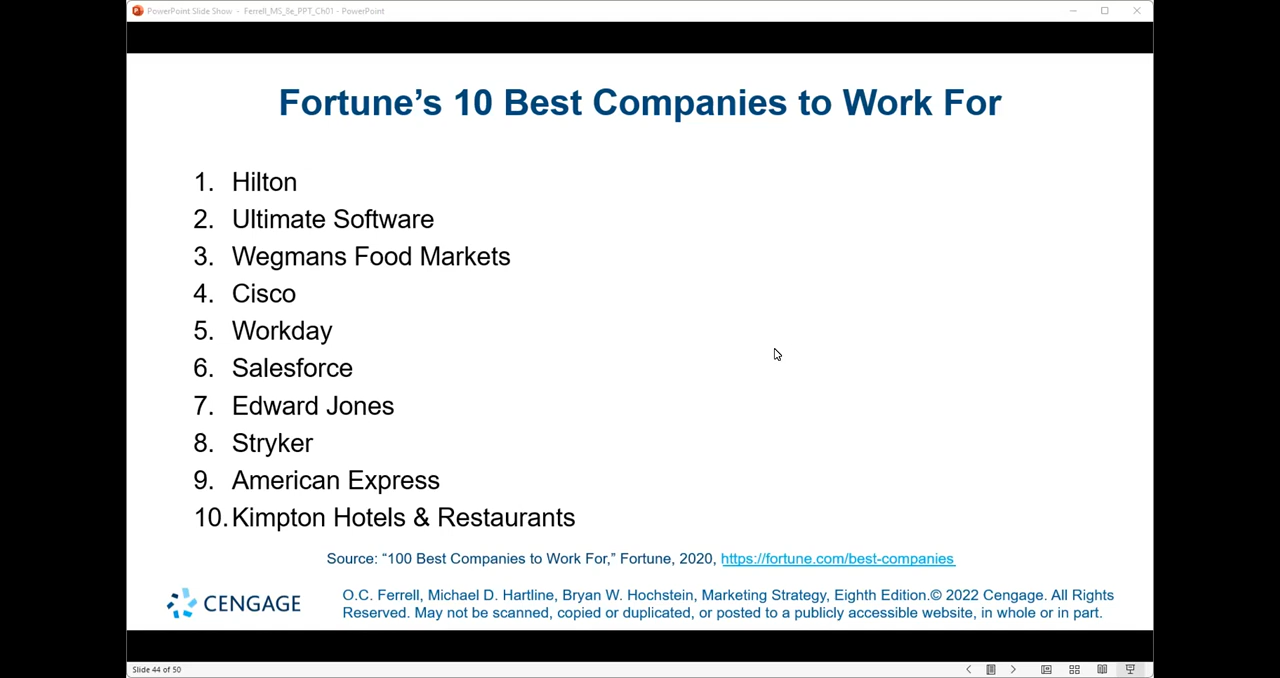 PowerPoint Slide Show - Ferrell_MS_8e_PPT_Ch01 - PowerPoint
Fortune’s 10 Best Companies to Work For
1. Hilton
2. Ultimate Software
3. Wegmans Food Markets
4. Cisco
5. Workday
6. Salesforce
7. Edward Jones
8. Stryker
9. American Express
10. Kimpton Hotels & Restaurants
Source: “100 Best Companies to Work For,” Fortune, 2020, https://fortune.com/best-companies
CENGAGE
O.C. Ferrell, Michael D. Hartline, Bryan W. Hochstein, Marketing Strategy, Eighth Edition.© 2022 Cengage. All Rights
Reserved. May not be scanned, copied or duplicated, or posted to a publicly accessible website, in whole or in part.
Slide 44 of 50